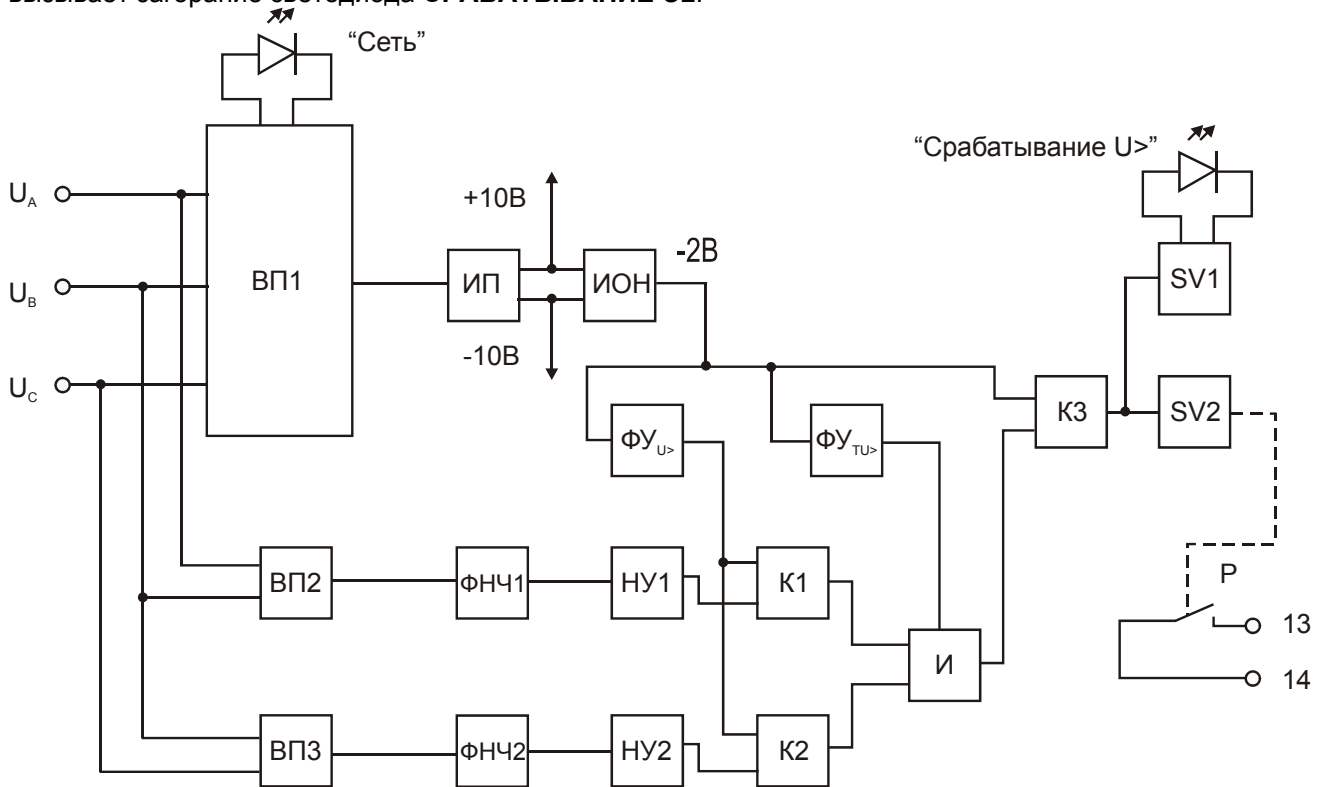 вызывает загорание светодиода СРАБАТЫВАНИЕ
“Сеть”
“Срабатывание U>”
U_A
+10В
-2В
ВП1
ИП
ИОН
SV1
U_B
-10В
U_C
К3
SV2
ФУ_U>
ФУ_TU>
Р
ВП2
ФНЧ1
НУ1
К1
13
И
14
ВП3
ФНЧ2
НУ2
К2